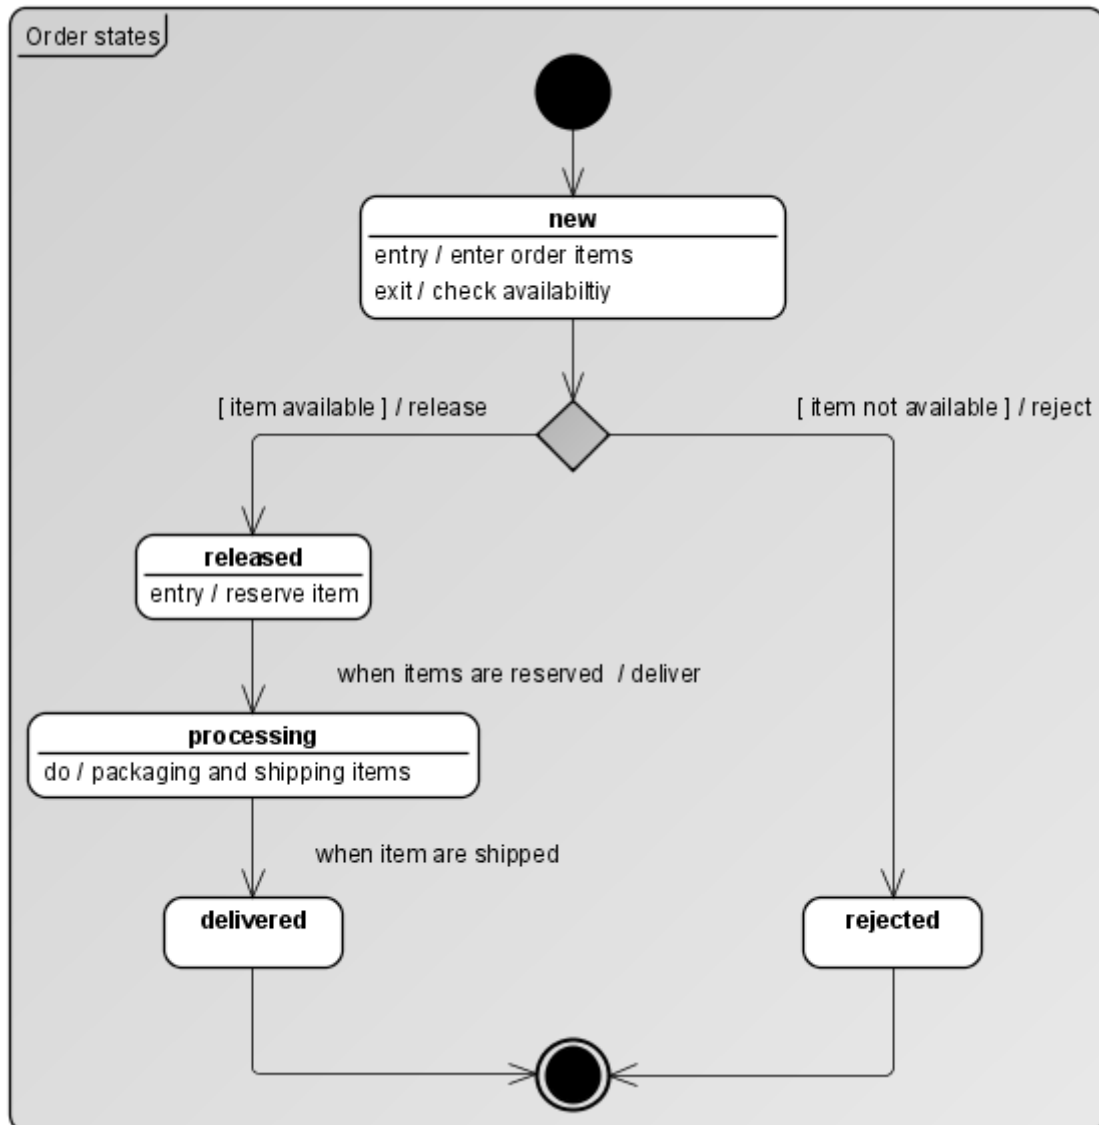 Order states
new
entry / enter order items
exit / check availabiltiy
[ item available ] / release
[ item not available ] / reject
released
entry / reserve item
when items are reserved  / deliver
processing
do / packaging and shipping items
when item are shipped
delivered
rejected